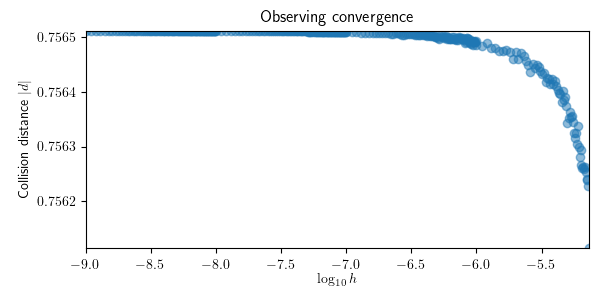 Observing convergence
Collision distance |d|
0.7565
0.7564
0.7563
0.7562
−9.0 −8.5 −8.0 −7.5 −7.0 −6.5 −6.0 −5.5
log₁₀ h